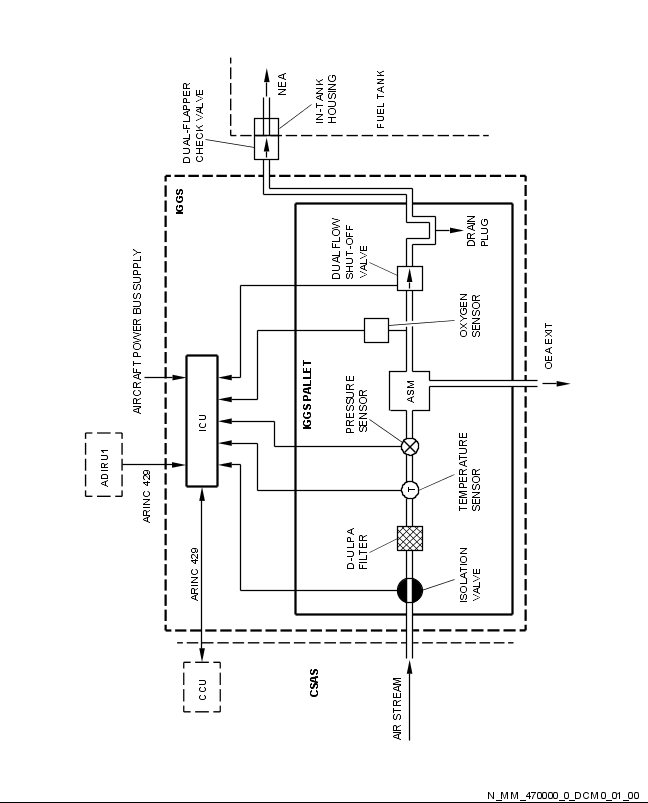 NEA
IN-TANK
HOUSING
FUEL TANK
DUAL-FLAPPER
CHECK VALVE
IGGS
DUAL FLOW
SHUT-OFF
VALVE
DRAIN
PLUG
AIRCRAFT POWER BUS SUPPLY
OXYGEN
SENSOR
OEA EXIT
IGGS PALLET
ICU
PRESSURE
SENSOR
ASM
ADIRU1
ARINC 429
T
TEMPERATURE
SENSOR
D-ULPA
FILTER
ISOLATION
VALVE
ARINC 429
CCU
CSAS
AIR STREAM
N_MM_470000_0_DCM0_01_00